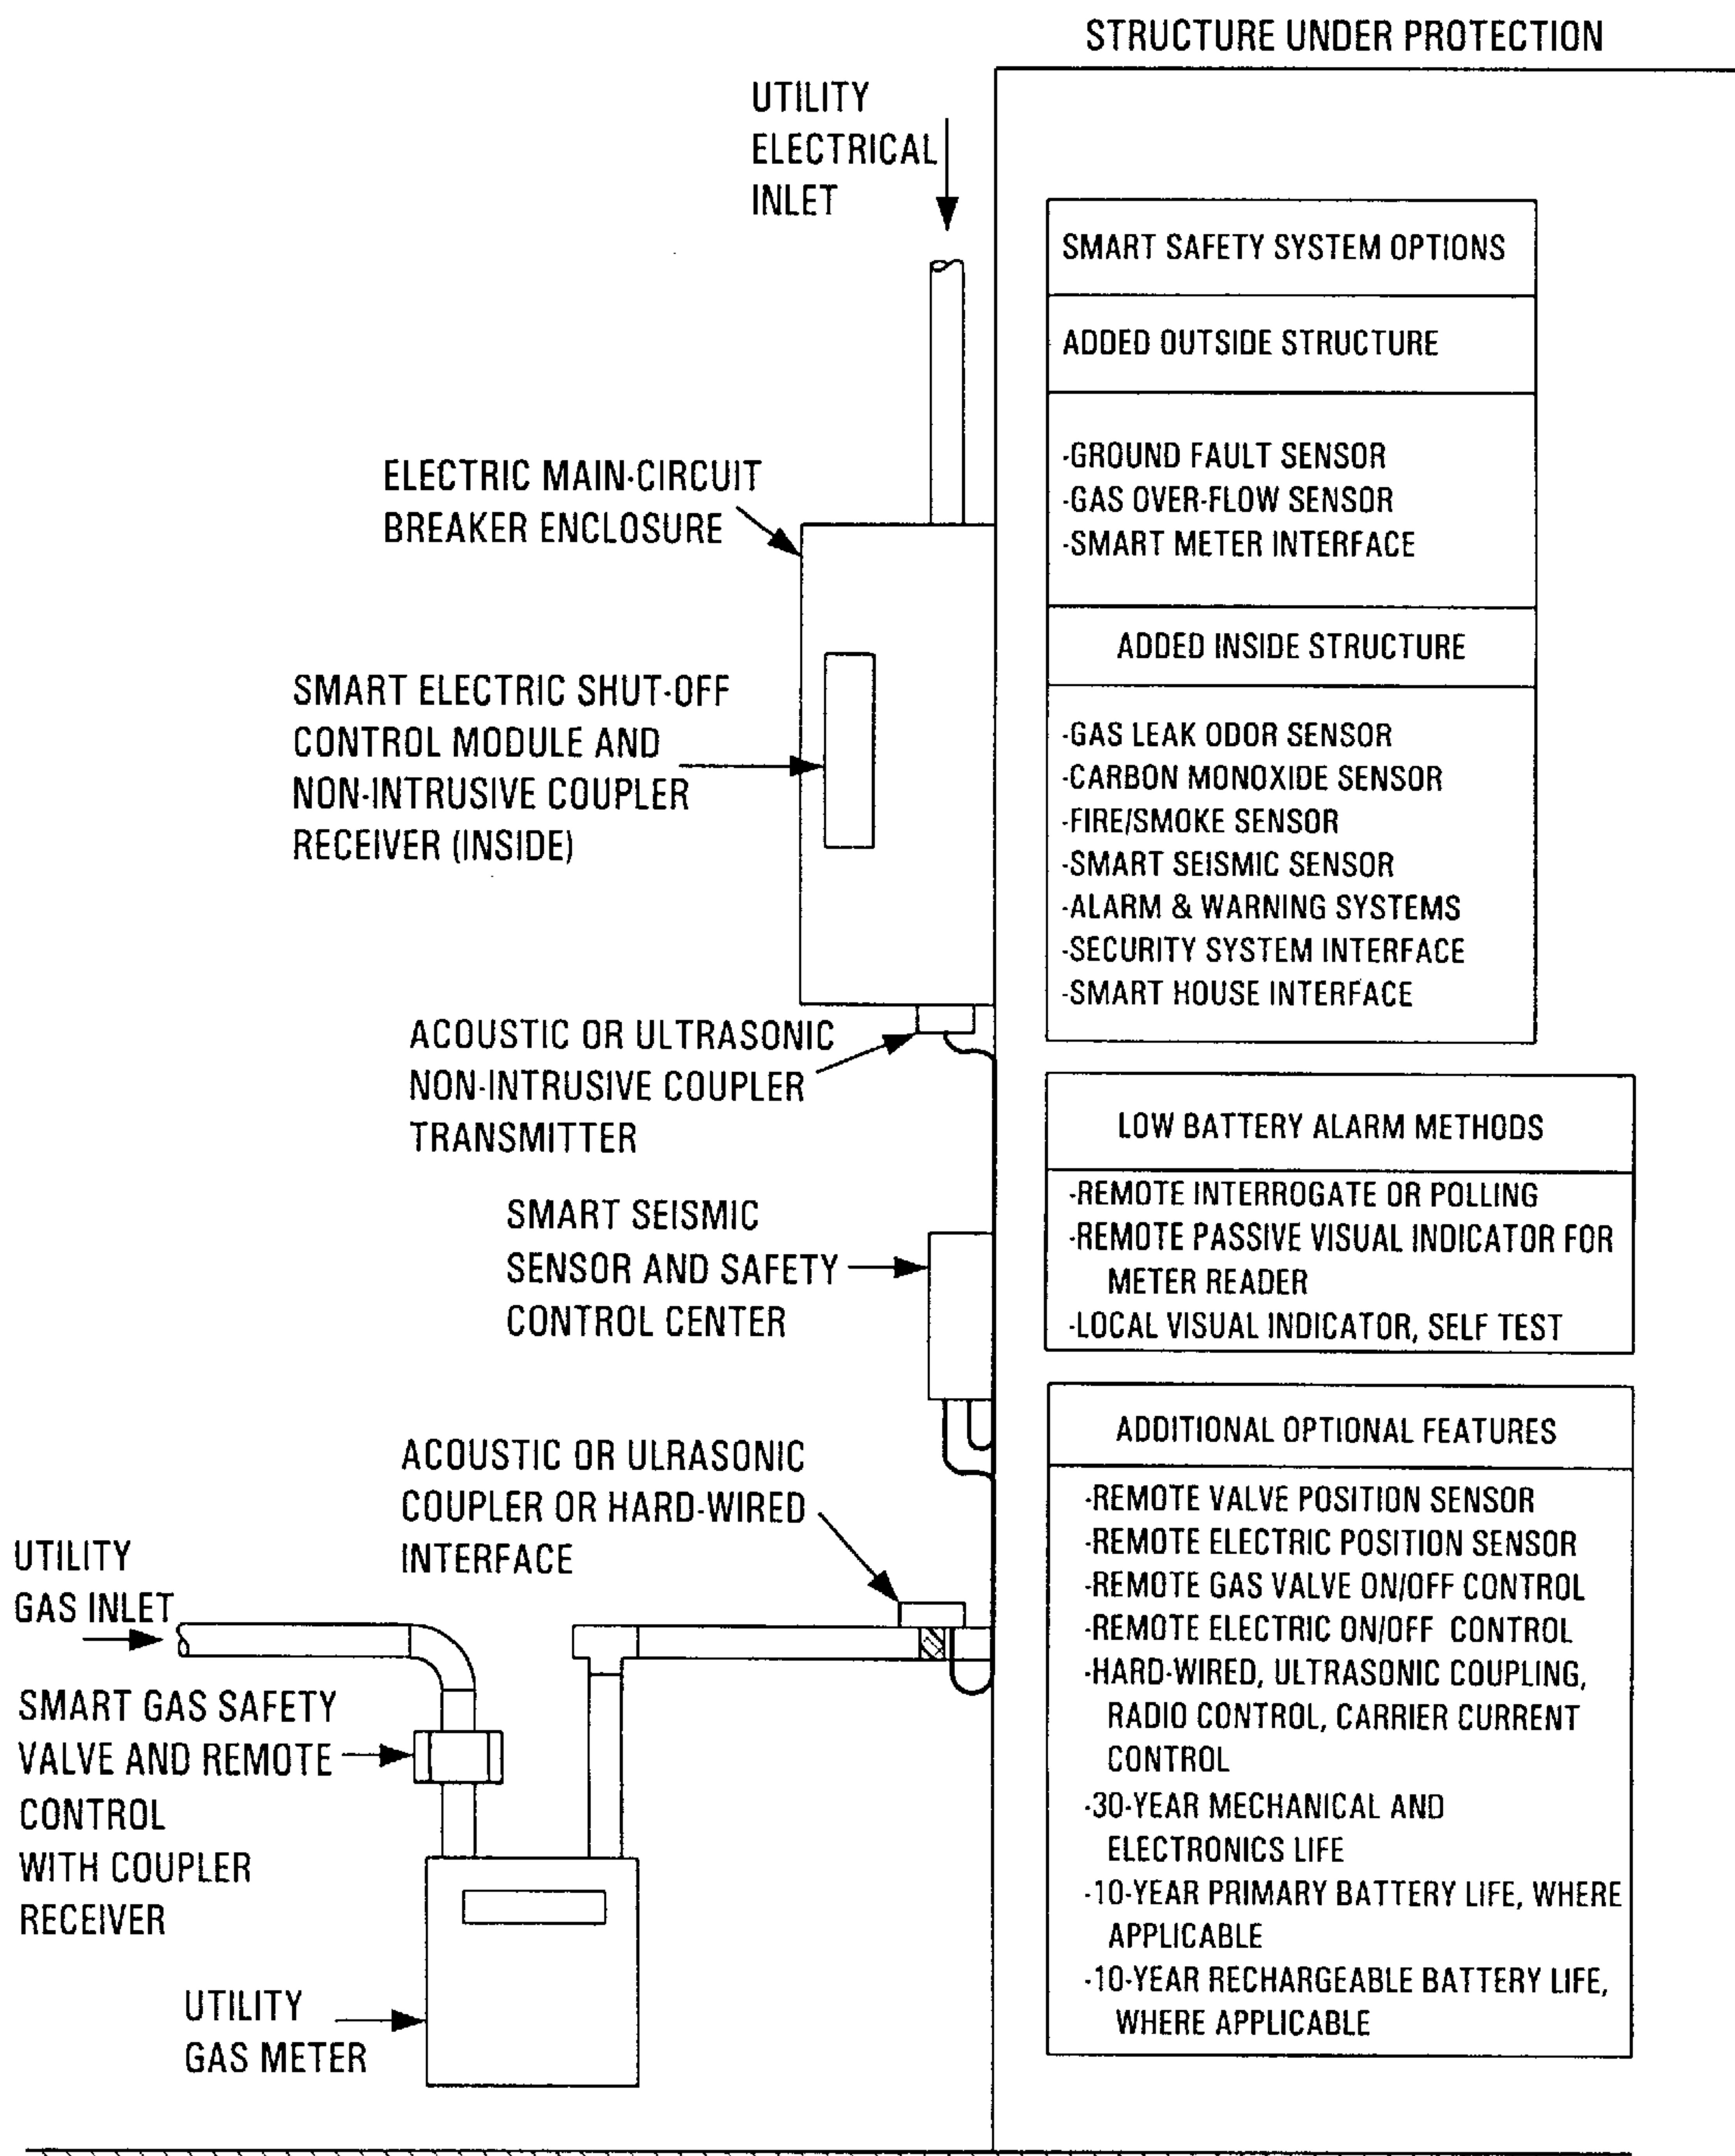 STRUCTURE UNDER PROTECTION
UTILITY
ELECTRICAL
INLET
SMART SAFETY SYSTEM OPTIONS
ADDED OUTSIDE STRUCTURE
-GROUND FAULT SENSOR
-GAS OVER-FLOW SENSOR
-SMART METER INTERFACE
ADDED INSIDE STRUCTURE
-GAS LEAK ODOR SENSOR
-CARBON MONOXIDE SENSOR
-FIRE/SMOKE SENSOR
-SMART SEISMIC SENSOR
-ALARM & WARNING SYSTEMS
-SECURITY SYSTEM INTERFACE
-SMART HOUSE INTERFACE
ELECTRIC MAIN-CIRCUIT
BREAKER ENCLOSURE
SMART ELECTRIC SHUT-OFF
CONTROL MODULE AND
NON-INTRUSIVE COUPLER
RECEIVER (INSIDE)
ACOUSTIC OR ULTRASONIC
NON-INTRUSIVE COUPLER
TRANSMITTER
LOW BATTERY ALARM METHODS
-REMOTE INTERROGATE OR POLLING
-REMOTE PASSIVE VISUAL INDICATOR FOR
METER READER
-LOCAL VISUAL INDICATOR, SELF TEST
SMART SEISMIC
SENSOR AND SAFETY
CONTROL CENTER
ADDITIONAL OPTIONAL FEATURES
-REMOTE VALVE POSITION SENSOR
-REMOTE ELECTRIC POSITION SENSOR
-REMOTE GAS VALVE ON/OFF CONTROL
-REMOTE ELECTRIC ON/OFF CONTROL
-HARD-WIRED, ULTRASONIC COUPLING,
RADIO CONTROL, CARRIER CURRENT
CONTROL
-30-YEAR MECHANICAL AND
ELECTRONICS LIFE
-10-YEAR PRIMARY BATTERY LIFE, WHERE
APPLICABLE
-10-YEAR RECHARGEABLE BATTERY LIFE,
WHERE APPLICABLE
ACOUSTIC OR ULRASONIC
COUPLER OR HARD-WIRED
INTERFACE
UTILITY
GAS INLET
SMART GAS SAFETY
VALVE AND REMOTE
CONTROL
WITH COUPLER
RECEIVER
UTILITY
GAS METER